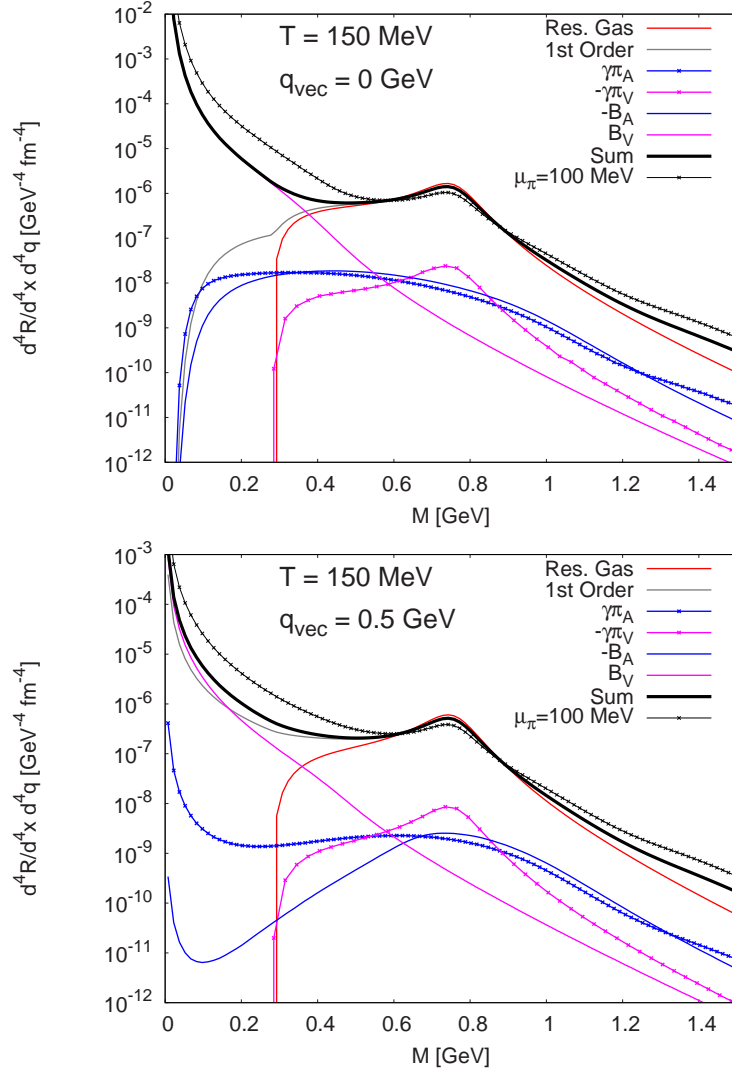 T = 150 MeV
q_vec = 0 GeV
Res. Gas
1st Order
γπ_A
-γπ_V
-B_A
B_V
Sum
μ_π=100 MeV
d⁴R/d⁴x d⁴q [GeV⁻⁴ fm⁻⁴]
10⁻²
10⁻³
10⁻⁴
10⁻⁵
10⁻⁶
10⁻⁷
10⁻⁸
10⁻⁹
10⁻¹⁰
10⁻¹¹
10⁻¹²
0 0.2 0.4 0.6 0.8 1 1.2 1.4
M [GeV]
T = 150 MeV
q_vec = 0.5 GeV
Res. Gas
1st Order
γπ_A
-γπ_V
-B_A
B_V
Sum
μ_π=100 MeV
d⁴R/d⁴x d⁴q [GeV⁻⁴ fm⁻⁴]
10⁻³
10⁻⁴
10⁻⁵
10⁻⁶
10⁻⁷
10⁻⁸
10⁻⁹
10⁻¹⁰
10⁻¹¹
10⁻¹²
0 0.2 0.4 0.6 0.8 1 1.2 1.4
M [GeV]